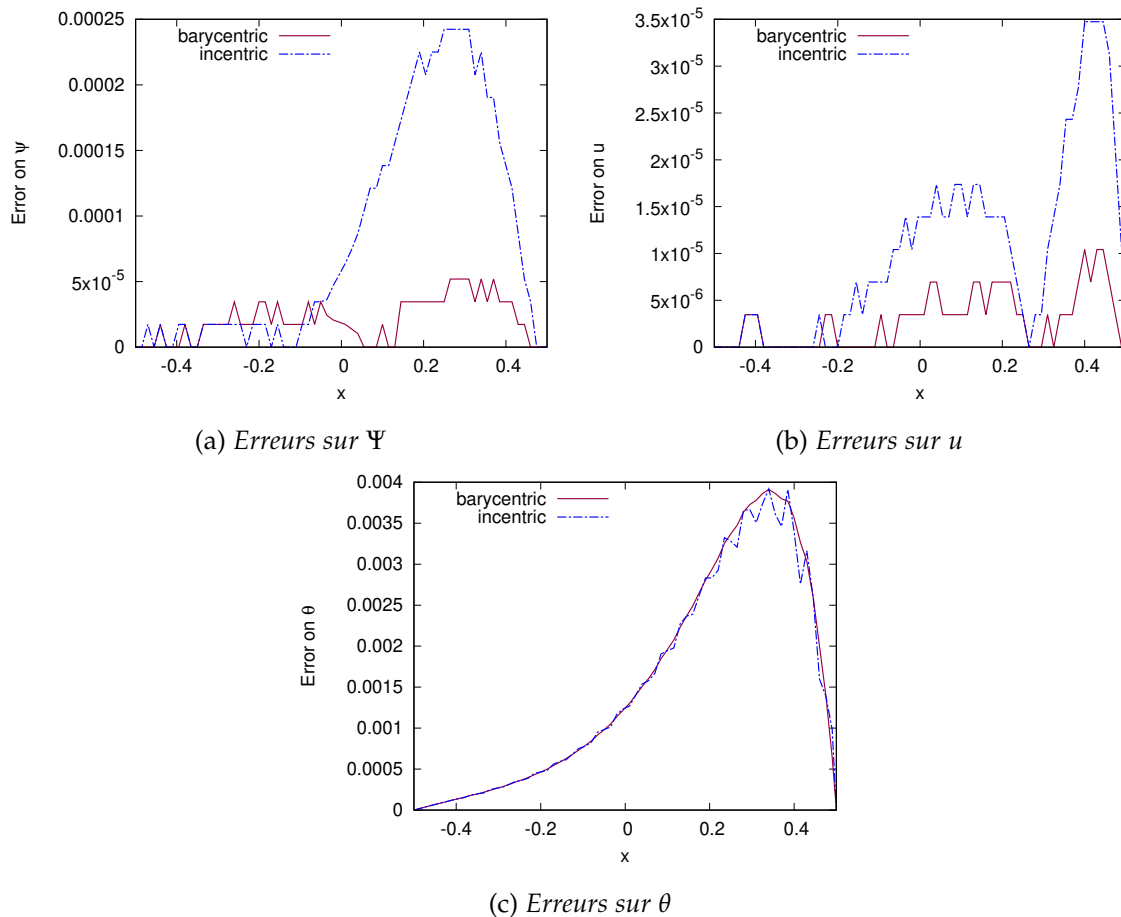 0.00025
0.0002
0.00015
0.0001
5x10-5
0
-0.4 -0.2 0 0.2 0.4
Error on ψ
x
barycentric
incentric
(a) Erreurs sur Ψ
3.5x10-5
3x10-5
2.5x10-5
2x10-5
1.5x10-5
1x10-5
5x10-6
0
-0.4 -0.2 0 0.2 0.4
Error on u
x
barycentric
incentric
(b) Erreurs sur u
0.004
0.0035
0.003
0.0025
0.002
0.0015
0.001
0.0005
0
-0.4 -0.2 0 0.2 0.4
Error on θ
x
barycentric
incentric
(c) Erreurs sur θ